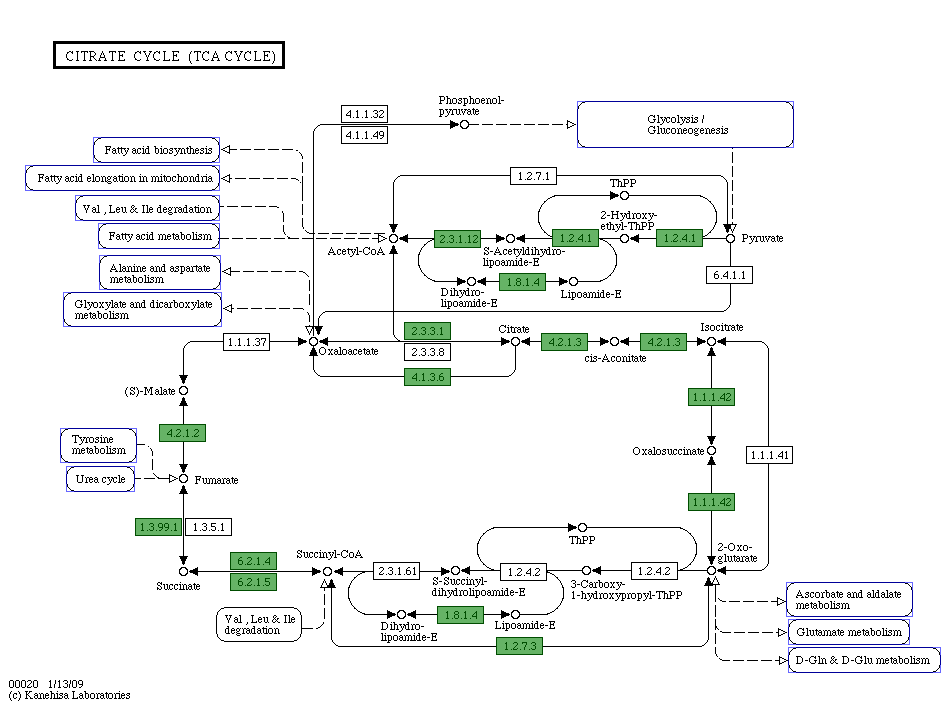 CITRATE CYCLE (TCA CYCLE)
Phosphoenol-
pyruvate
4.1.1.32
4.1.1.49
Glycolysis /
Gluconeogenesis
Fatty acid biosynthesis
Fatty acid elongation in mitochondria
Val , Leu & Ile degradation
Fatty acid metabolism
Alanine and aspartate
metabolism
Glyoxylate and dicarboxylate
metabolism
1.2.7.1
ThPP
2-Hydroxy-
ethyl-ThPP
Acetyl-CoA
2.3.1.12
S-Acetyldihydro-
lipoamide-E
1.2.4.1
1.2.4.1
Pyruvate
Dihydro-
lipoamide-E
1.8.1.4
Lipoamide-E
6.4.1.1
1.1.1.37
Oxaloacetate
2.3.3.1
2.3.3.8
4.1.3.6
Citrate
4.2.1.3
cis-Aconitate
4.2.1.3
Isocitrate
(S)-Malate
1.1.1.42
4.2.1.2
Tyrosine
metabolism
Urea cycle
Fumarate
Oxalosuccinate
1.1.1.41
1.1.1.42
1.3.99.1
1.3.5.1
ThPP
2-Oxo-
glutarate
Succinate
6.2.1.4
6.2.1.5
Succinyl-CoA
2.3.1.61
S-Succinyl-
dihydrolipoamide-E
1.2.4.2
3-Carboxy-
1-hydroxypropyl-ThPP
1.2.4.2
Val , Leu & Ile
degradation
Dihydro-
lipoamide-E
1.8.1.4
Lipoamide-E
1.2.7.3
Ascorbate and aldalate
metabolism
Glutamate metabolism
D-Gln & D-Glu metabolism
00020 1/13/09
(c) Kanehisa Laboratories